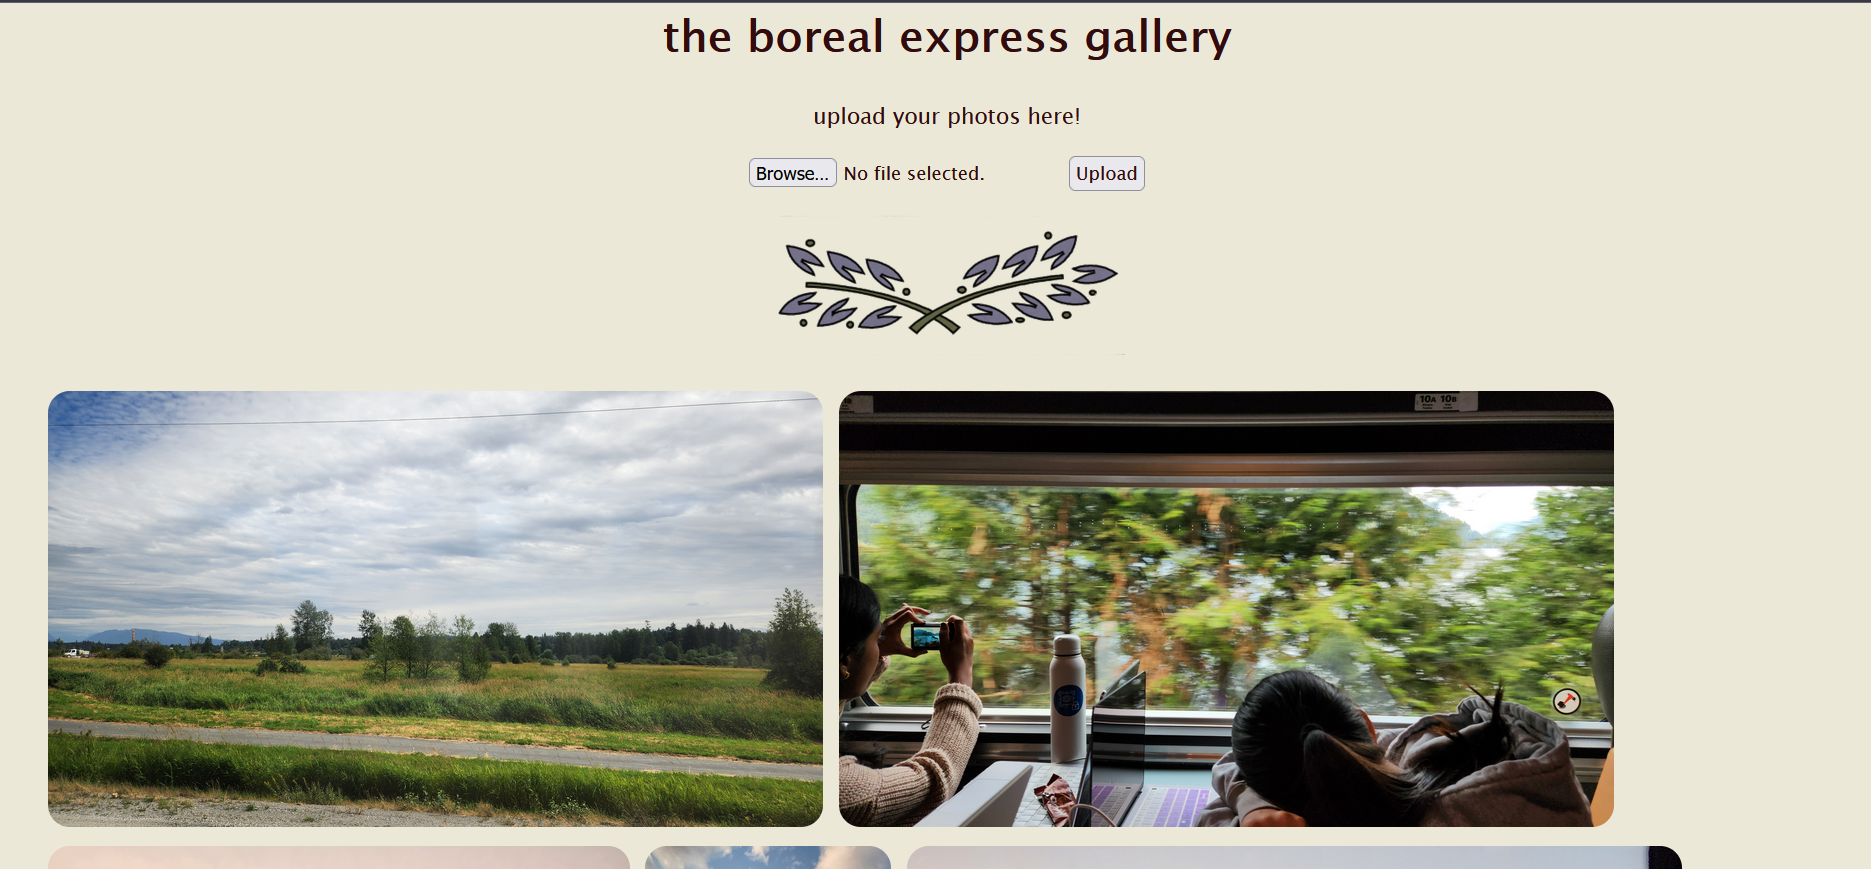 the boreal express gallery
upload your photos here!
Browse... No file selected. Upload
10A 10B